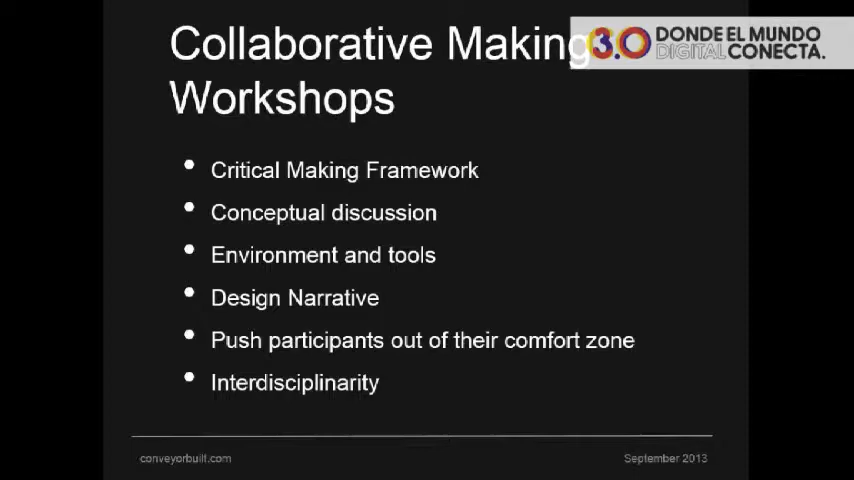 Collaborative Making
Workshops
3.0 DONDE EL MUNDO
DIGITAL CONECTA.
• Critical Making Framework
• Conceptual discussion
• Environment and tools
• Design Narrative
• Push participants out of their comfort zone
• Interdisciplinarity
conveyorbuilt.com
September 2013